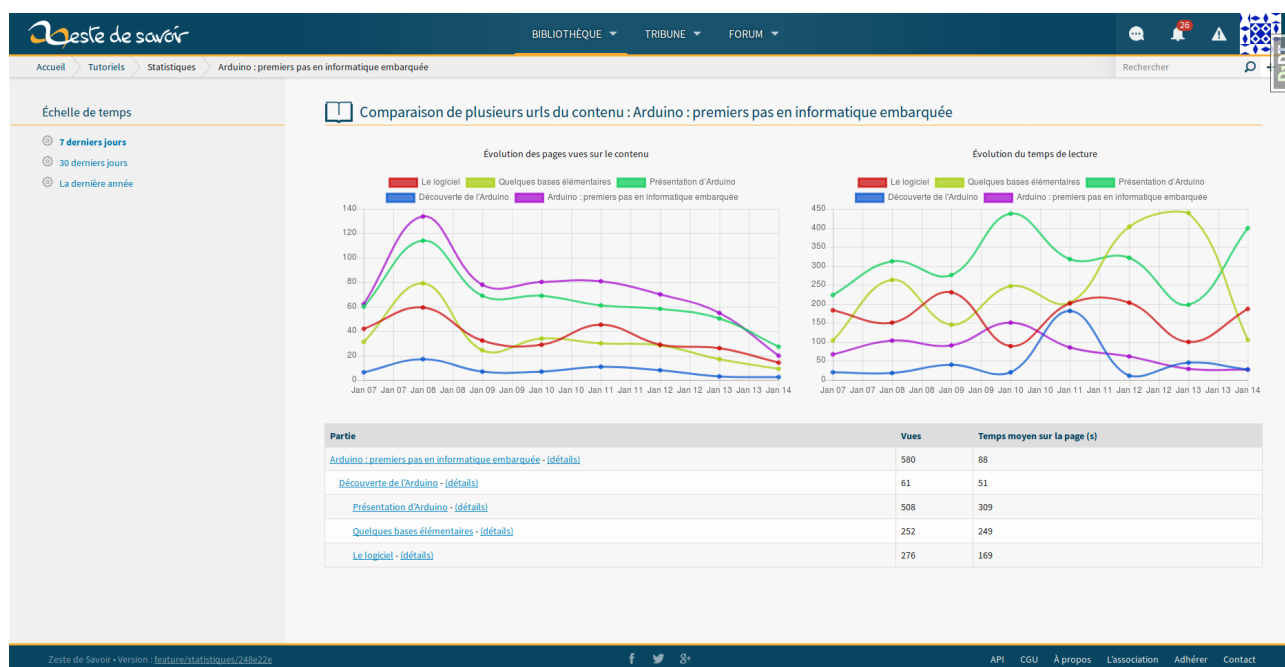 Zeste de savoir
BIBLIOTHÈQUE TRIBUNE FORUM
26
Accueil Tutoriels Statistiques Arduino : premiers pas en informatique embarquée
Rechercher
Échelle de temps
7 derniers jours
30 derniers jours
La dernière année
Comparaison de plusieurs urls du contenu : Arduino : premiers pas en informatique embarquée
Évolution des pages vues sur le contenu
Le logiciel Quelques bases élémentaires Présentation d'Arduino
Découverte de l'Arduino Arduino : premiers pas en informatique embarquée
140
120
100
80
60
40
20
0
Jan 07 Jan 07 Jan 08 Jan 08 Jan 09 Jan 09 Jan 10 Jan 10 Jan 11 Jan 11 Jan 12 Jan 12 Jan 13 Jan 13 Jan 14
Évolution du temps de lecture
Le logiciel Quelques bases élémentaires Présentation d'Arduino
Découverte de l'Arduino Arduino : premiers pas en informatique embarquée
450
400
350
300
250
200
150
100
50
0
Jan 07 Jan 07 Jan 08 Jan 08 Jan 09 Jan 09 Jan 10 Jan 10 Jan 11 Jan 11 Jan 12 Jan 12 Jan 13 Jan 13 Jan 14
Partie Vues Temps moyen sur la page (s)
Arduino : premiers pas en informatique embarquée - (détails) 580 88
Découverte de l'Arduino - (détails) 61 51
Présentation d'Arduino - (détails) 508 309
Quelques bases élémentaires - (détails) 252 249
Le logiciel - (détails) 276 169
Zeste de Savoir • Version : feature/statistiques/248e22e
API CGU À propos L'association Adhérer Contact